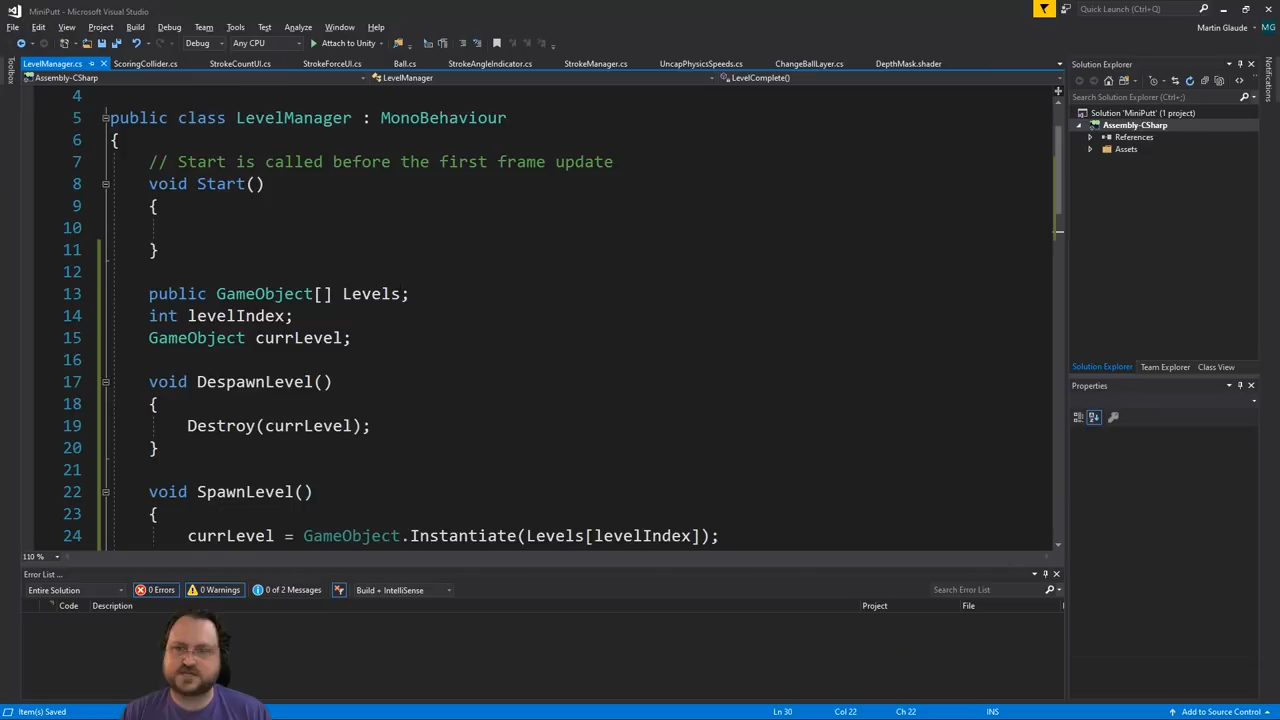 MiniPutt - Microsoft Visual Studio
Quick Launch (Ctrl+Q)
File Edit View Project Build Debug Team Tools Test Analyze Window Help
Martin Glaude MG
Debug Any CPU Attach to Unity
Toolbox
LevelManager.cs ScoringCollider.cs StrokeCountUI.cs StrokeForceUI.cs Ball.cs StrokeAngleIndicator.cs StrokeManager.cs UncapPhysicsSpeeds.cs ChangeBallLayer.cs DepthMask.shader
Assembly-CSharp LevelManager LevelComplete()
4
5 public class LevelManager : MonoBehaviour
6 {
7 // Start is called before the first frame update
8 void Start()
9 {
10
11 }
12
13 public GameObject[] Levels;
14 int levelIndex;
15 GameObject currLevel;
16
17 void DespawnLevel()
18 {
19 Destroy(currLevel);
20 }
21
22 void SpawnLevel()
23 {
24 currLevel = GameObject.Instantiate(Levels[levelIndex]);
110 %
Solution Explorer
Search Solution Explorer (Ctrl+;)
Solution 'MiniPutt' (1 project)
Assembly-CSharp
References
Assets
Solution Explorer Team Explorer Class View
Properties
Notifications
Error List ...
Entire Solution 0 Errors 0 Warnings 0 of 2 Messages Build + IntelliSense Search Error List
Code Description Project File
Item(s) Saved Ln 30 Col 22 Ch 22 INS Add to Source Control